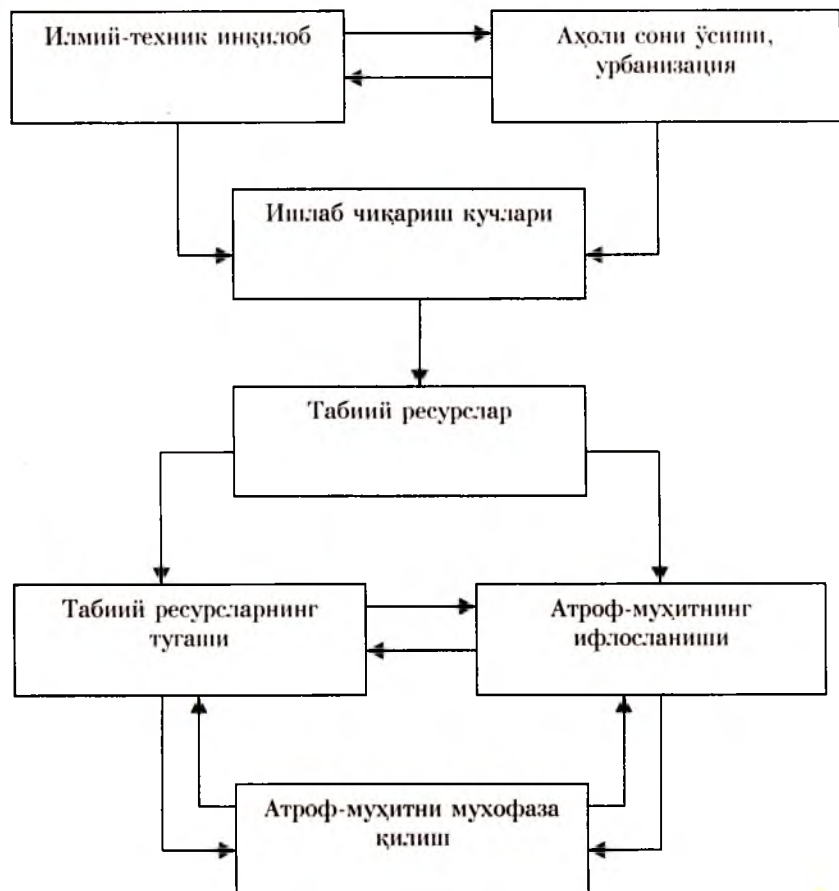 Илмий-техник инқилоб
Аҳоли сони ўсиши,
урбанизация
Ишлаб чиқариш кучлари
Табиий ресурслар
Табиий ресурсларнинг
тугаши
Атроф-муҳитнинг
ифлосланиши
Атроф-муҳитни мухофаза
қилиш